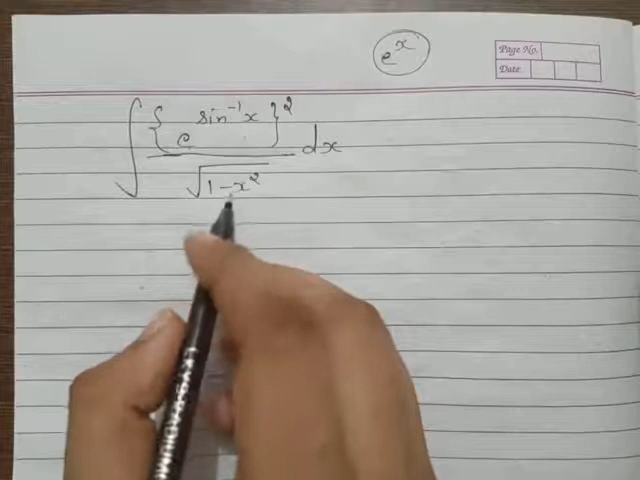 e^x
Page No.
Date
∫ {e^sin⁻¹x}² / √1-x² dx